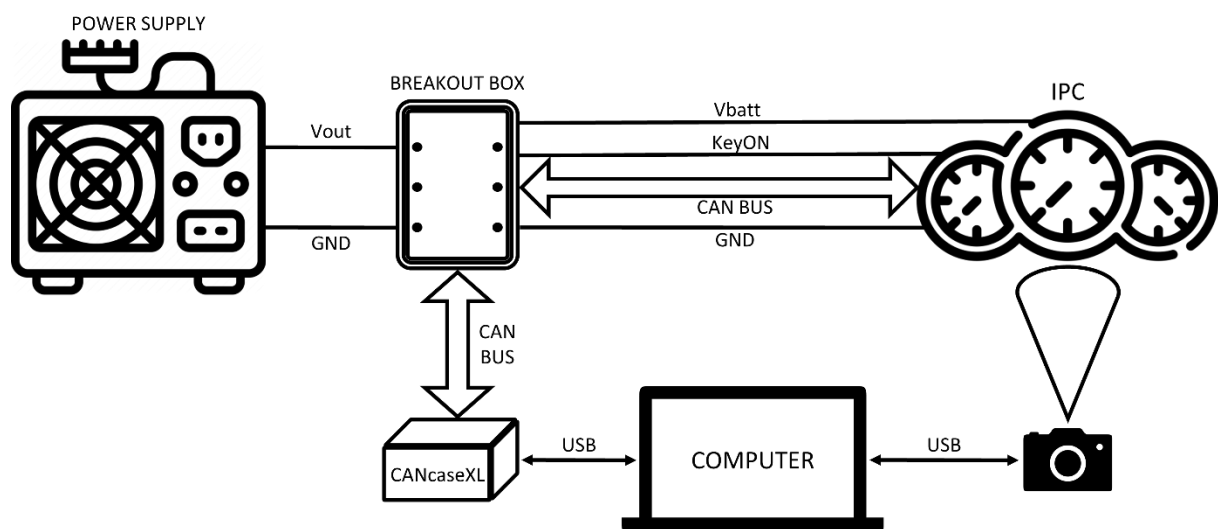 POWER SUPPLY
BREAKOUT BOX
IPC
Vout
Vbatt
KeyON
CAN BUS
GND
GND
CAN
BUS
CANcaseXL
USB
COMPUTER
USB